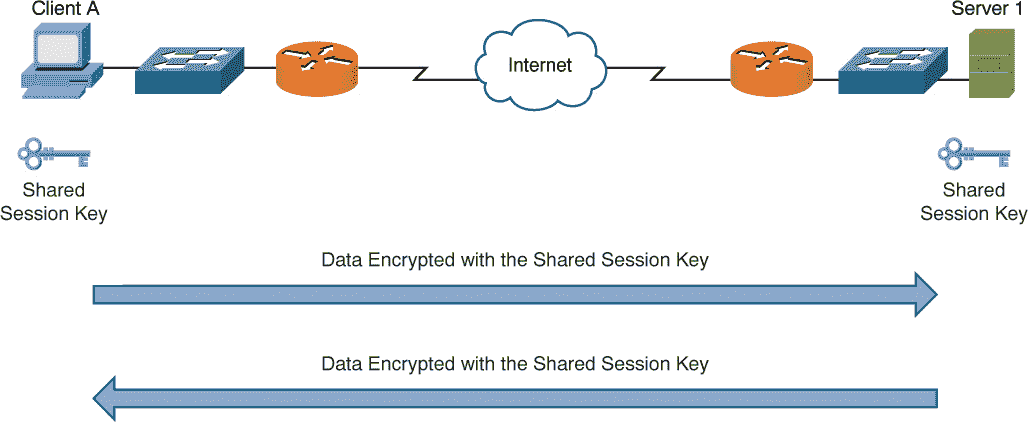 Client A
Server 1
Internet
Shared
Session Key
Shared
Session Key
Data Encrypted with the Shared Session Key
Data Encrypted with the Shared Session Key